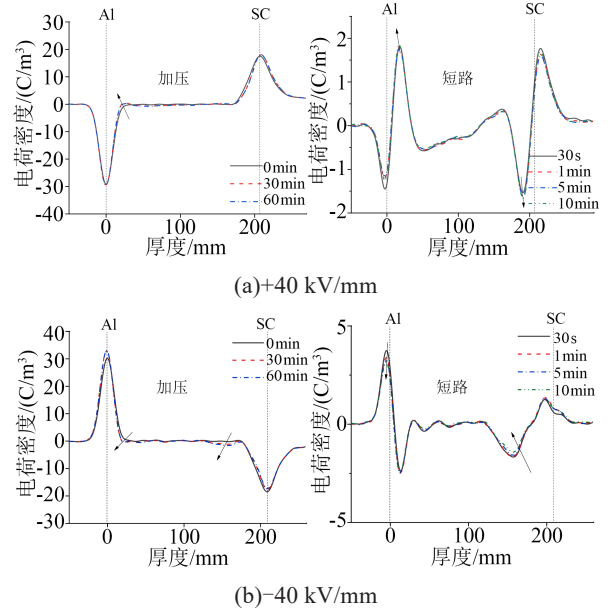 Al SC
加压
电荷密度/(C/m³)
30
20
10
0
-10
-20
-30
-40
0 100 200
厚度/mm
0min
30min
60min
Al SC
短路
电荷密度/(C/m³)
2
1
0
-1
-2
0 100 200
厚度/mm
30s
1min
5min
10min
(a)+40 kV/mm
Al SC
加压
电荷密度/(C/m³)
40
30
20
10
0
-10
-20
-30
0 100 200
厚度/mm
0min
30min
60min
Al SC
短路
电荷密度/(C/m³)
5
0
-5
0 100 200
厚度/mm
30s
1min
5min
10min
(b)−40 kV/mm